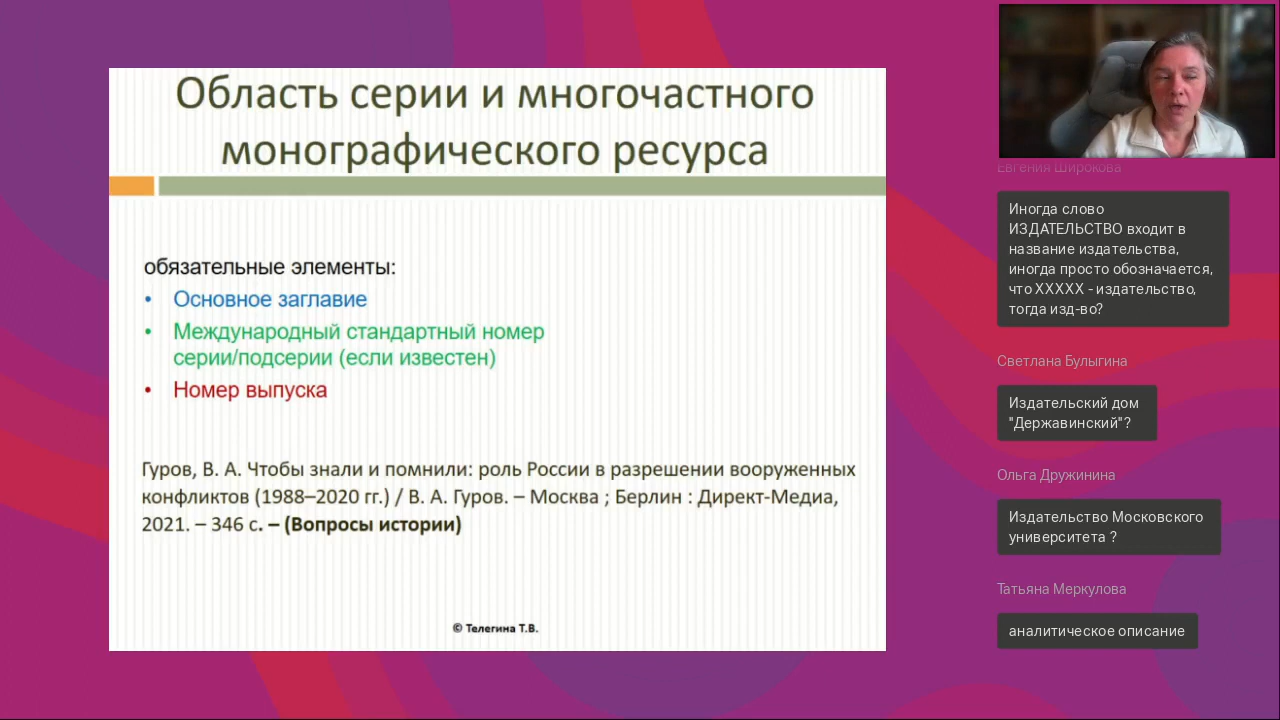 Область серии и многочастного
монографического ресурса
обязательные элементы:
• Основное заглавие
• Международный стандартный номер
серии/подсерии (если известен)
• Номер выпуска
Гуров, В. А. Чтобы знали и помнили: роль России в разрешении вооруженных
конфликтов (1988–2020 гг.) / В. А. Гуров. – Москва ; Берлин : Директ-Медиа,
2021. – 346 с. – (Вопросы истории)
© Телегина Т.В.
Евгения Широкова
Иногда слово
ИЗДАТЕЛЬСТВО входит в
название издательства,
иногда просто обозначается,
что ХХХХХ - издательство,
тогда изд-во?
Светлана Булыгина
Издательский дом
"Державинский"?
Ольга Дружинина
Издательство Московского
университета ?
Татьяна Меркулова
аналитическое описание